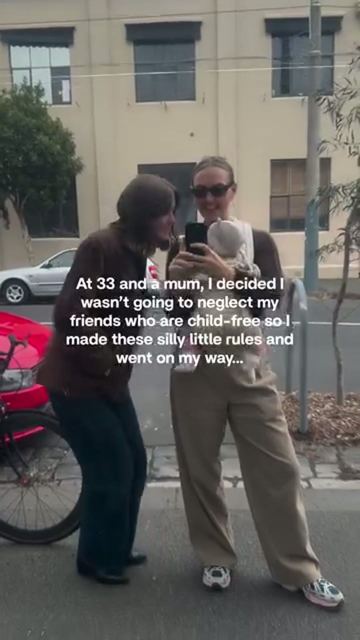 At 33 and a mum, I decided I
wasn't going to neglect my
friends who are child-free so I
made these silly little rules and
went on my way...